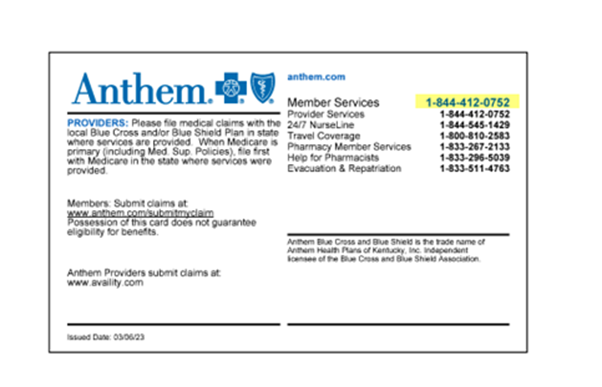 Anthem.
PROVIDERS: Please file medical claims with the
local Blue Cross and/or Blue Shield Plan in state
where services are provided. When Medicare is
primary (including Med. Sup. Policies), file first
with Medicare in the state where services were
provided.
Members: Submit claims at:
www.anthem.com/submitmyclaim
Possession of this card does not guarantee
eligibility for benefits.
Anthem Providers submit claims at:
www.availity.com
Issued Date: 03/06/23
anthem.com
Member Services 1-844-412-0752
Provider Services 1-844-412-0752
24/7 NurseLine 1-844-545-1429
Travel Coverage 1-800-810-2583
Pharmacy Member Services 1-833-267-2133
Help for Pharmacists 1-833-296-5039
Evacuation & Repatriation 1-833-511-4763
Anthem Blue Cross and Blue Shield is the trade name of
Anthem Health Plans of Kentucky, Inc. Independent
licensee of the Blue Cross and Blue Shield Association.